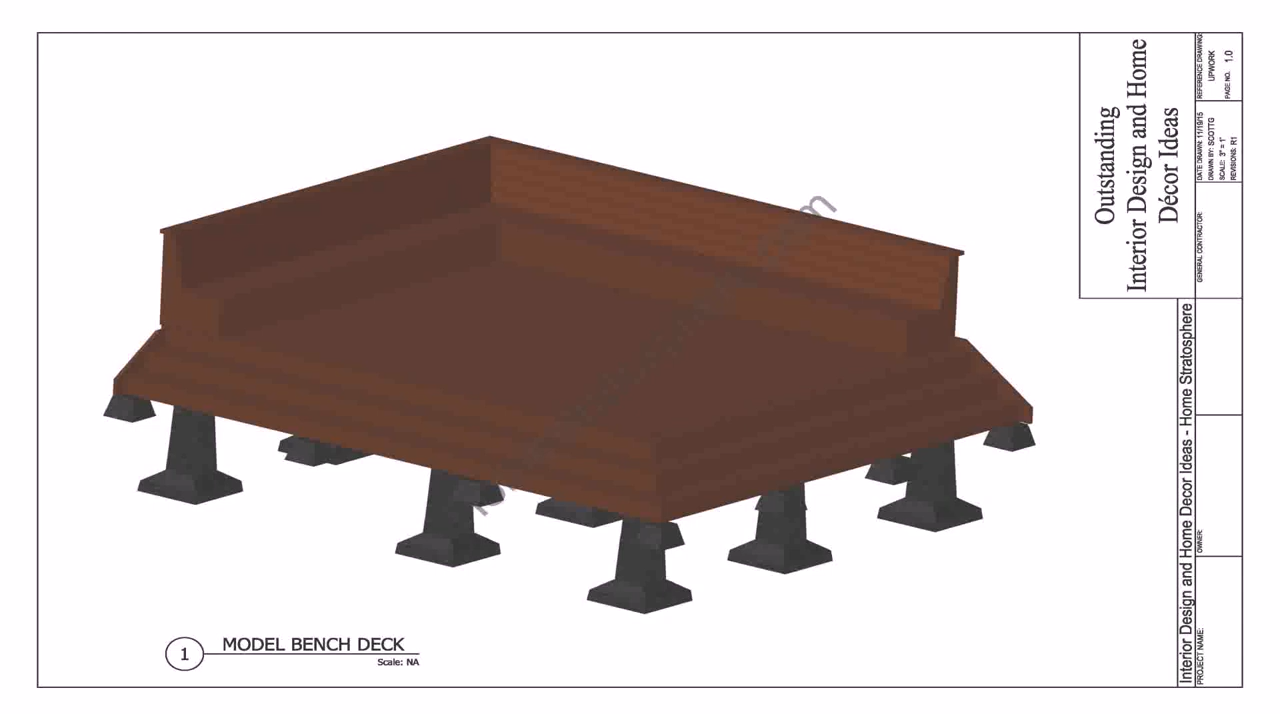 Outstanding
Interior Design and Home
Décor Ideas
REFERENCE DRAWING:
UPWORK
PAGE NO. 1.0
DATE DRAWN: 11/19/15
DRAWN BY: SCOTTG
SCALE: 3" = 1'
REVISIONS: R1
GENERAL CONTRACTOR:
Interior Design and Home Decor Ideas - Home Stratosphere
OWNER:
PROJECT NAME:
1
MODEL BENCH DECK
Scale: NA